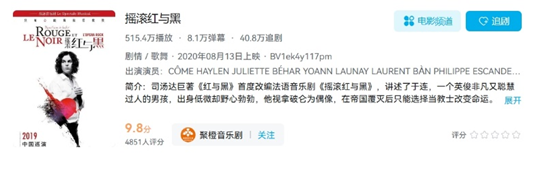 ROUGE
LE NOIR
摇滚红与黑
2019
中国巡演
摇滚红与黑
电影频道
追剧
515.4万播放 · 8.1万弹幕 · 40.8万追剧
剧情 / 歌舞 · 2020年08月13日上映 · BV1ek4y117pm
出演演员：CÔME HAYLEN JULIETTE BÉHAR YOANN LAUNAY LAURENT BÀN PHILIPPE ESCANDE...
简介：司汤达巨著《红与黑》首度改编法语音乐剧《摇滚红与黑》，讲述了于连，一个英俊非凡又聪慧
过人的男孩，出身低微却野心勃勃，他视拿破仑为偶像，在帝国覆灭后只能选择当教士改变命运。 展开
9.8分
4851人评分
聚橙音乐剧 关注
评分